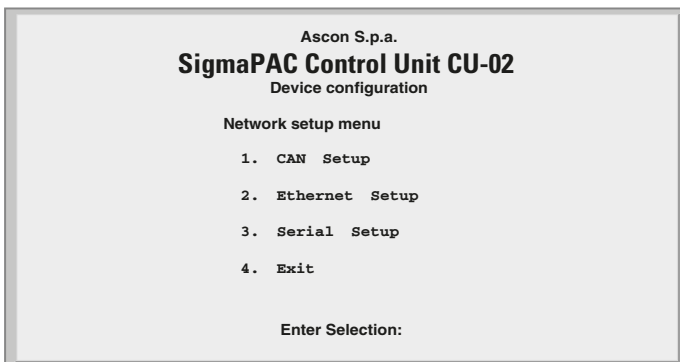 Ascon S.p.a.
SigmaPAC Control Unit CU-02
Device configuration
Network setup menu
1. CAN Setup
2. Ethernet Setup
3. Serial Setup
4. Exit
Enter Selection: